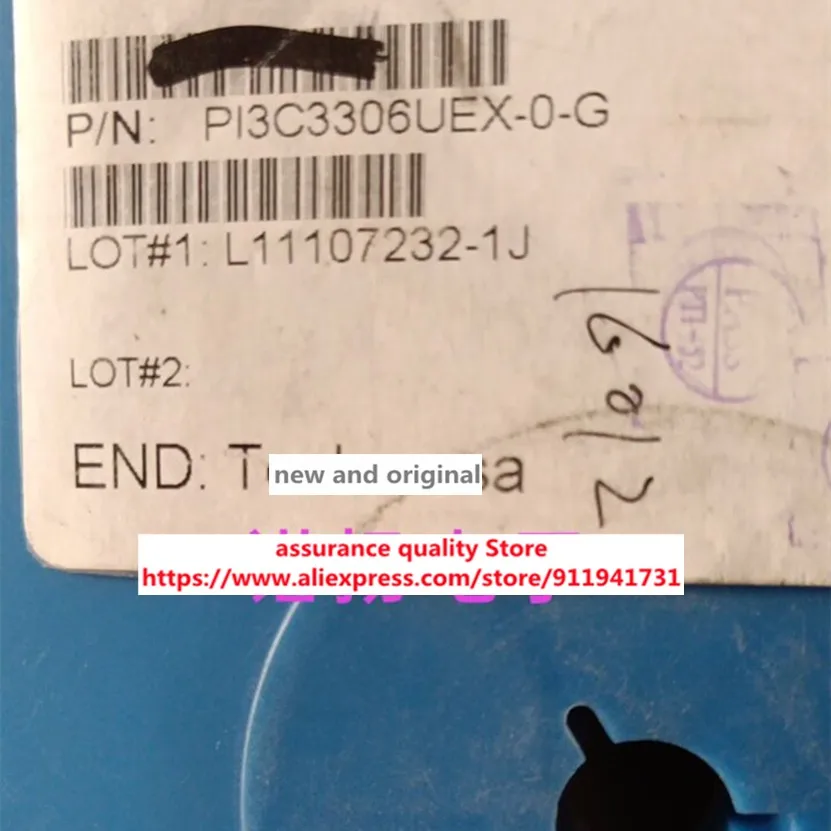 P/N: PI3C3306UEX-0-G
LOT#1: L11107232-1J
LOT#2:
END:
new and original
assurance quality Store
https://www.aliexpress.com/store/911941731